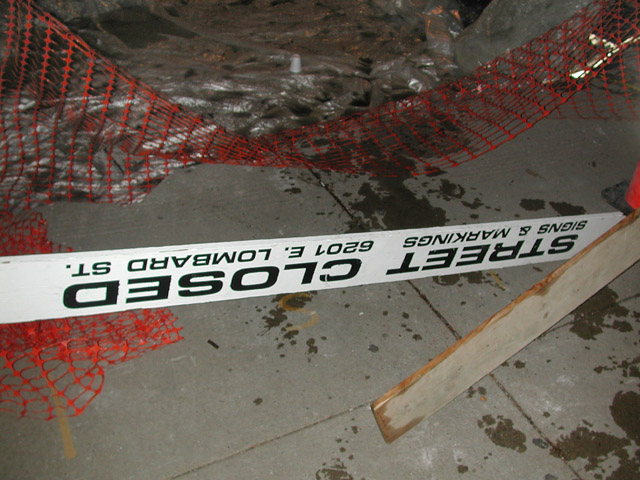 STREET CLOSED
SIGNS & MARKINGS 6201 E. LOMBARD ST.